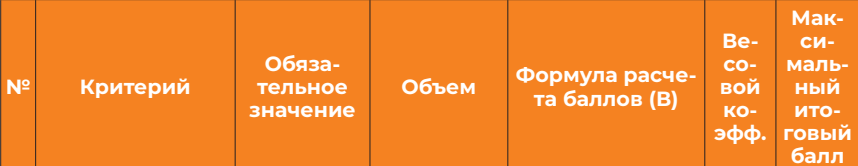 №
Критерий
Обяза-
тельное
значение
Объем
Формула расче-
та баллов (В)
Ве-
со-
вой
ко-
эфф.
Мак-
си-
маль-
ный
ито-
говый
балл